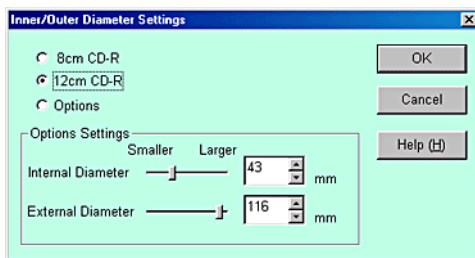 Inner/Outer Diameter Settings
8cm CD-R
12cm CD-R
Options
OK
Cancel
Help (H)
Options Settings
Smaller Larger
Internal Diameter 43 mm
External Diameter 116 mm